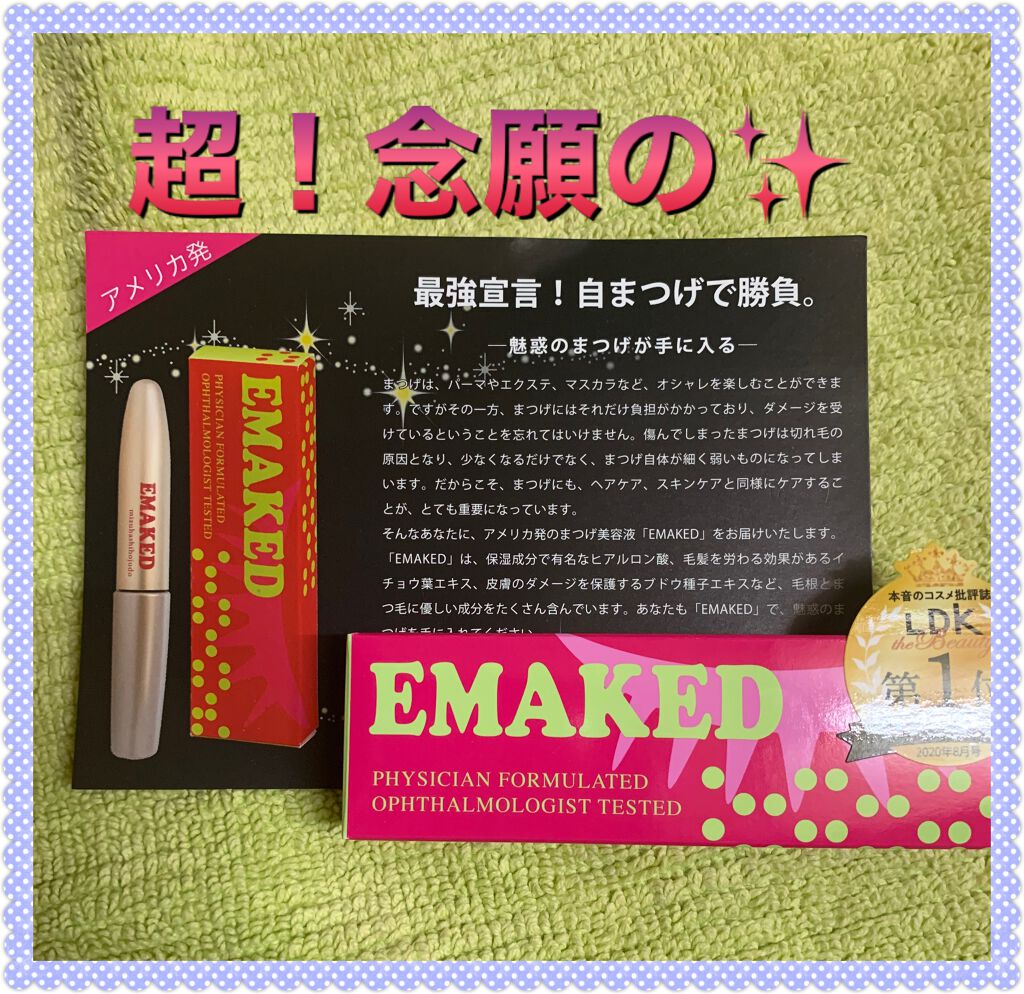 超!念願の✨
アメリカ発
最強宣言!自まつげで勝負。
―魅惑のまつげが手に入る―
まつげは、パーマやエクステ、マスカラなど、オシャレを楽しむことができま
す。ですがその一方、まつげにはそれだけ負担がかかっており、ダメージを受
けているということを忘れてはいけません。傷んでしまったまつげは切れ毛の
原因となり、少なくなるだけでなく、まつげ自体が細く弱いものになってしま
います。だからこそ、まつげにも、ヘアケア、スキンケアと同様にケアするこ
とが、とても重要になっています。
そんなあなたに、アメリカ発のまつげ美容液「EMAKED」をお届けいたします。
「EMAKED」は、保湿成分で有名なヒアルロン酸、毛髪を労わる効果があるイ
チョウ葉エキス、皮膚のダメージを保護するブドウ種子エキスなど、毛根とま
つ毛に優しい成分をたくさん含んでいます。あなたも「EMAKED」で、魅惑のま
つげを手に入れてください。
EMAKED
mizuhashihojudo
EMAKED
PHYSICIAN FORMULATED
OPHTHALMOLOGIST TESTED
EMAKED
PHYSICIAN FORMULATED
OPHTHALMOLOGIST TESTED
本音のコスメ批評誌
LDK
the Beauty
第1位
2020年8月号